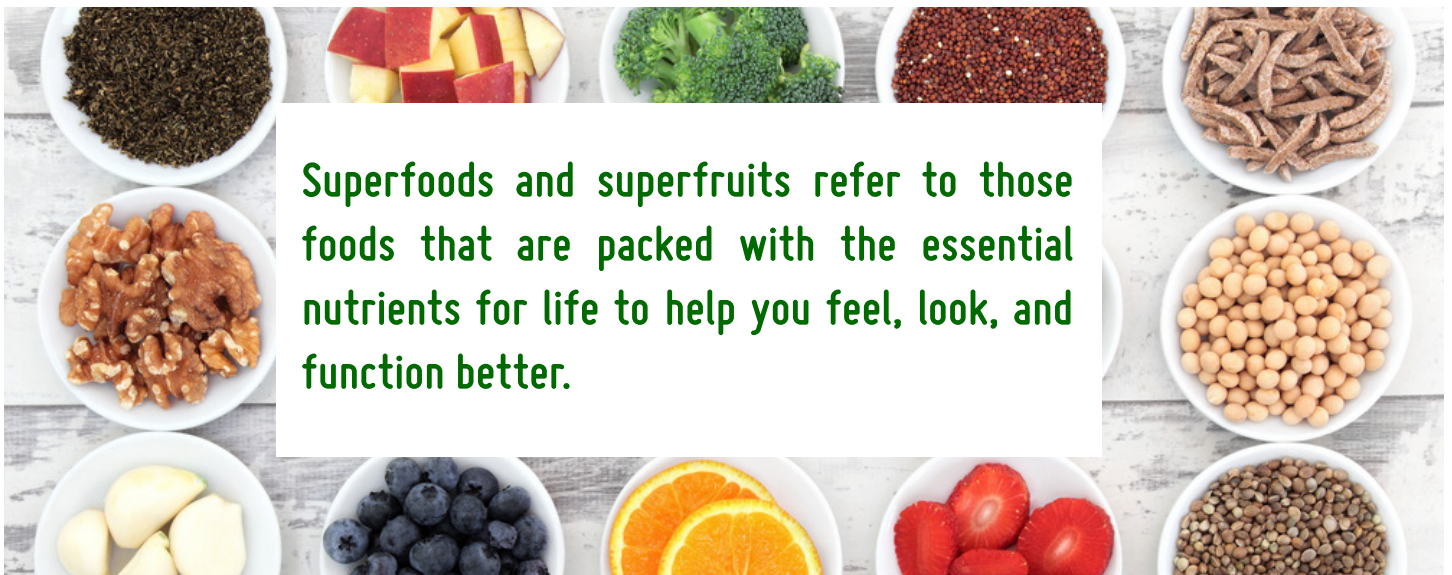 Superfoods and superfruits refer to those
foods that are packed with the essential
nutrients for life to help you feel, look, and
function better.